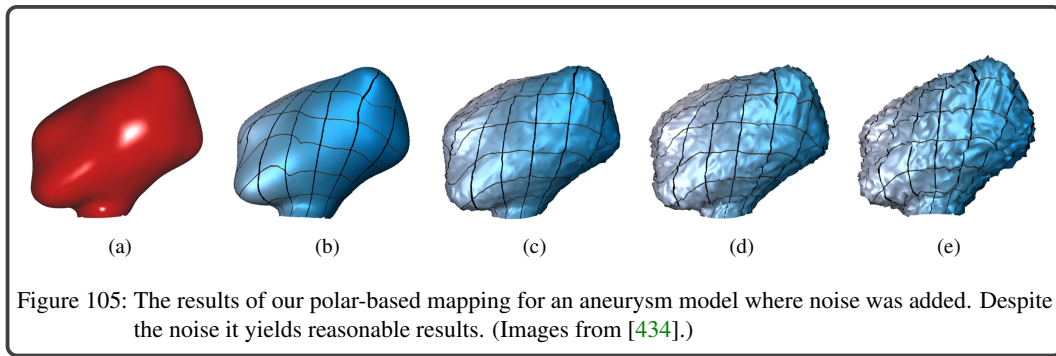 (a) (b) (c) (d) (e)
Figure 105: The results of our polar-based mapping for an aneurysm model where noise was added. Despite
the noise it yields reasonable results. (Images from [434].)